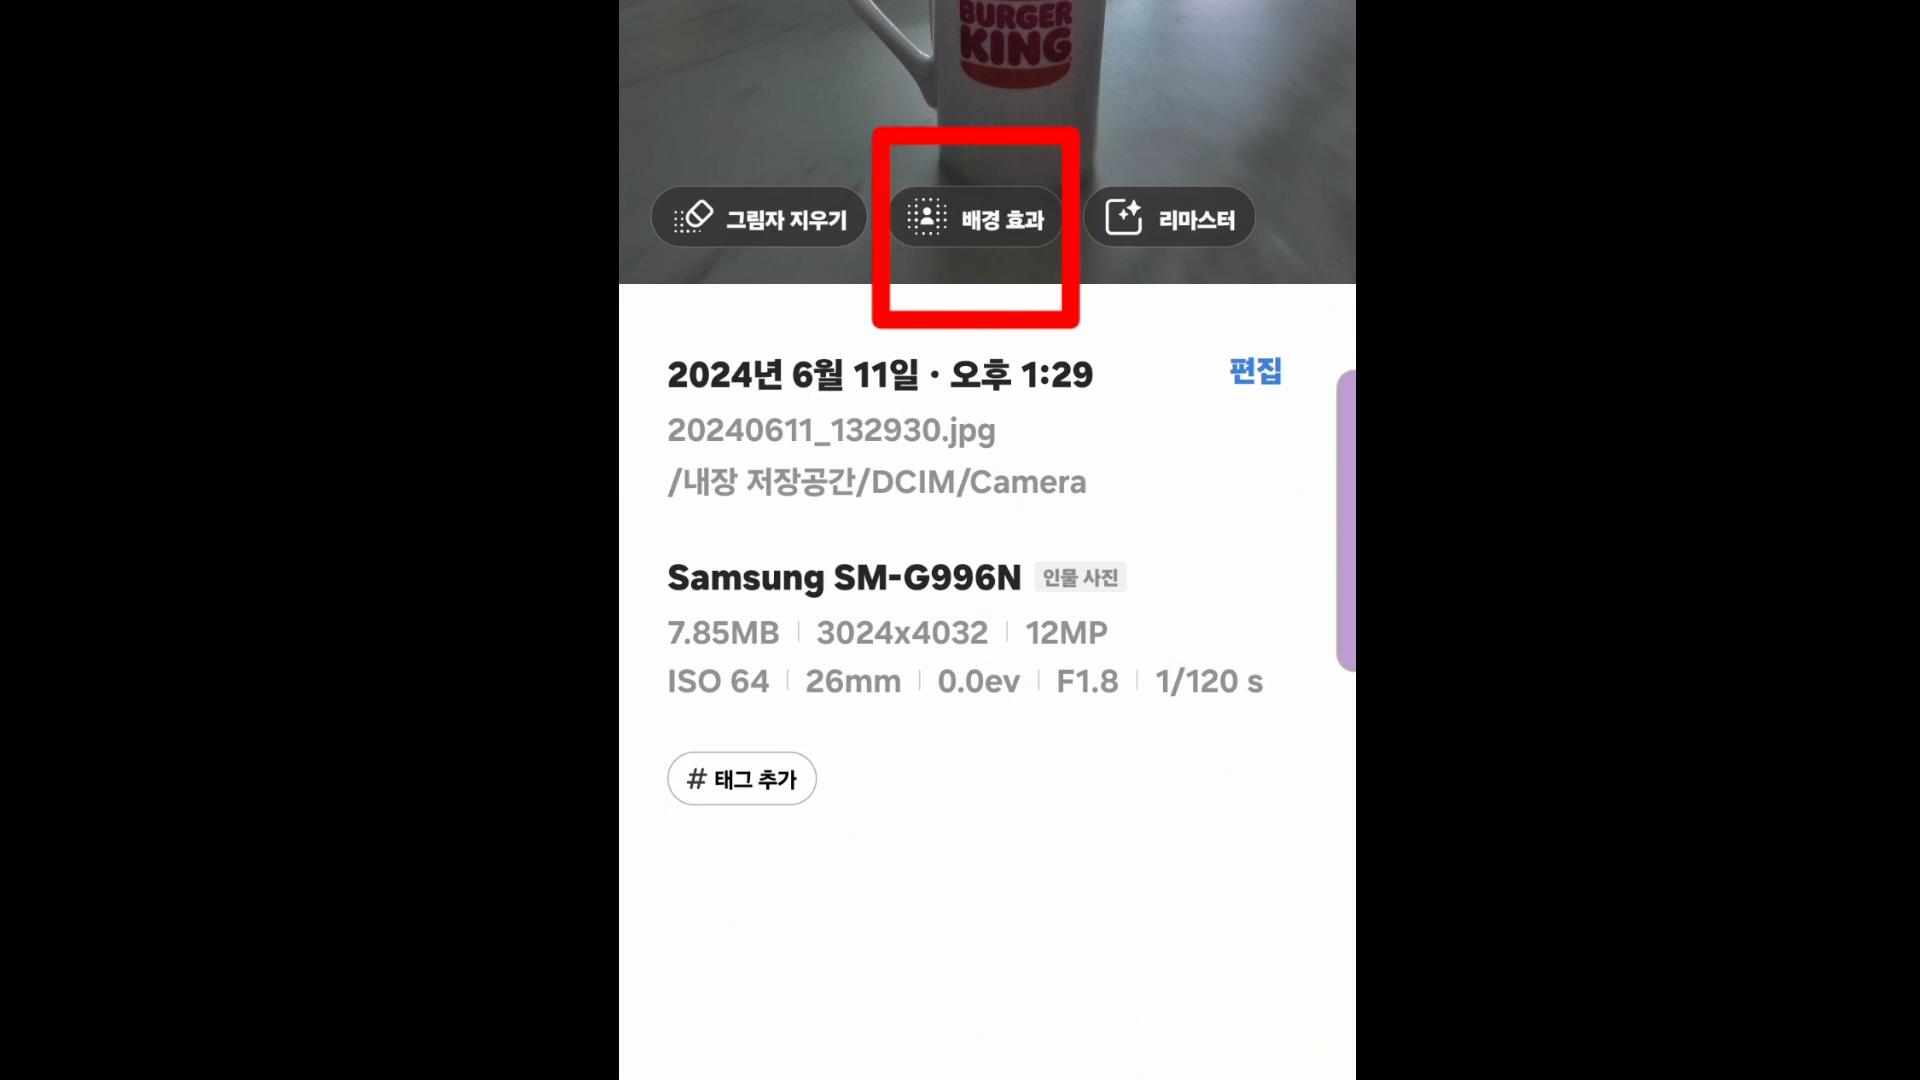 BURGER
KING
그림자 지우기
배경 효과
리마스터
2024년 6월 11일 · 오후 1:29
편집
20240611_132930.jpg
/내장 저장공간/DCIM/Camera
Samsung SM-G996N 인물 사진
7.85MB | 3024x4032 | 12MP
ISO 64 | 26mm | 0.0ev | F1.8 | 1/120 s
# 태그 추가